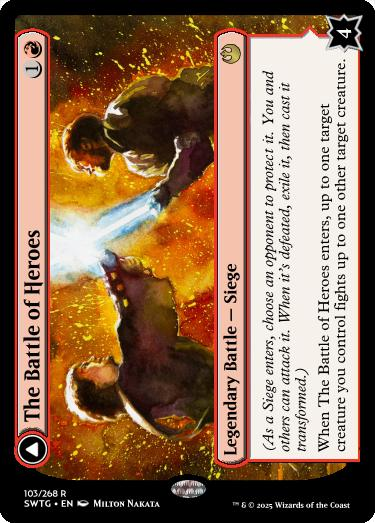 The Battle of Heroes
1
Legendary Battle – Siege
(As a Siege enters, choose an opponent to protect it. You and
others can attack it. When it's defeated, exile it, then cast it
transformed.)
When The Battle of Heroes enters, up to one target
creature you control fights up to one other target creature.
4
103/268 R
SWTG • EN Milton Nakata
™ & © 2025 Wizards of the Coast